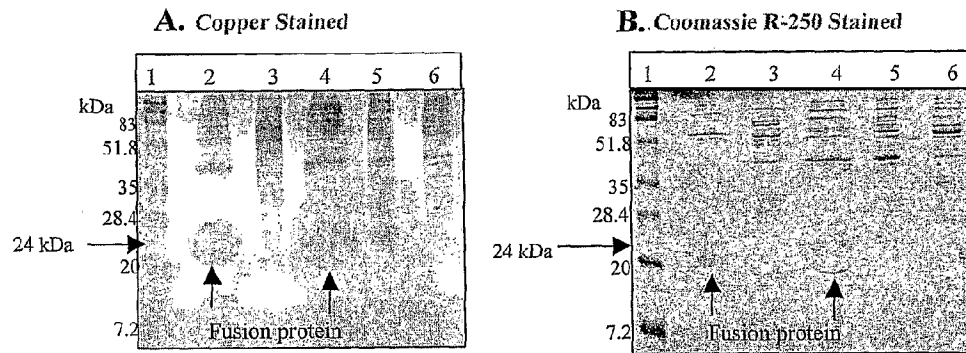 A. Copper Stained
1 2 3 4 5 6
kDa
83
51.8
35
28.4
24 kDa
20
7.2
Fusion protein
B. Coomassie R-250 Stained
1 2 3 4 5 6
kDa
83
51.8
35
28.4
24 kDa
20
7.2
Fusion protein